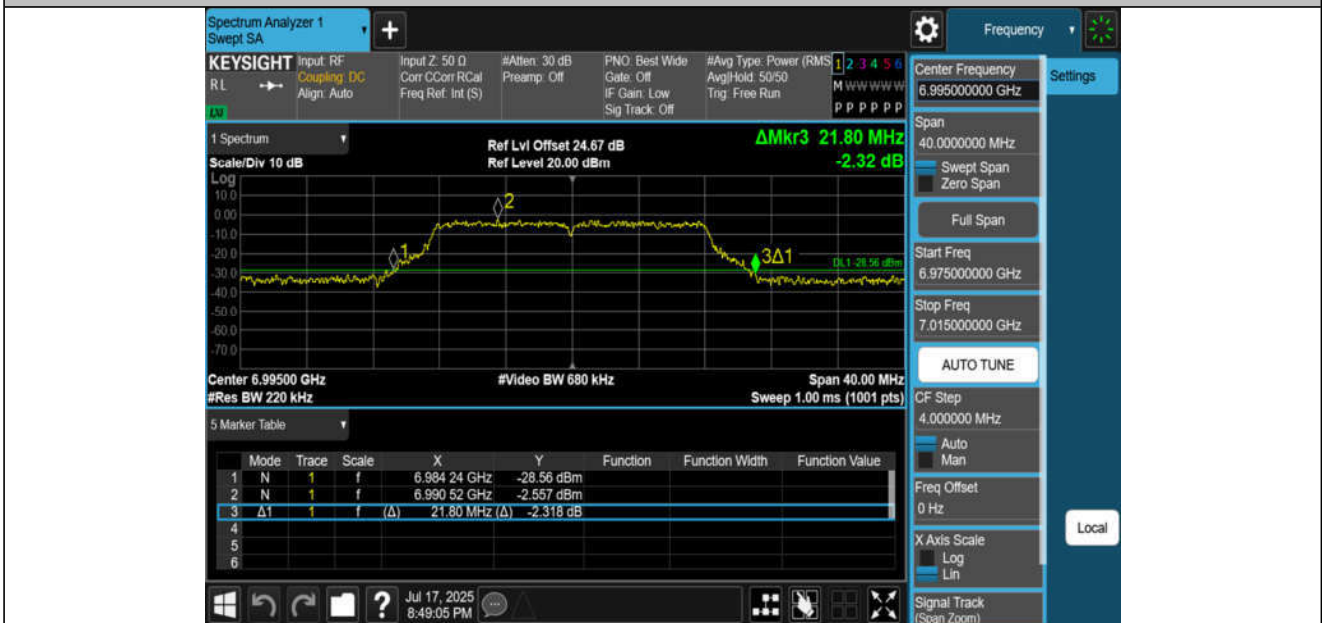 Spectrum Analyzer 1
Swept SA
+
Frequency
KEYSIGHT
RL
LXI
Input: RF
Coupling: DC
Align: Auto
Input Z: 50 Ω
Corr CCorr RCal
Freq Ref: Int (S)
#Atten: 30 dB
Preamp: Off
PNO: Best Wide
Gate: Off
IF Gain: Low
Sig Track: Off
#Avg Type: Power (RMS
Avg|Hold: 50/50
Trig: Free Run
1 2 3 4 5 6
M W W W W W
P P P P P P
1 Spectrum
Scale/Div 10 dB
Ref Lvl Offset 24.67 dB
Ref Level 20.00 dBm
ΔMkr3 21.80 MHz
-2.32 dB
Log
10.0
0.00
-10.0
-20.0
-30.0
-40.0
-50.0
-60.0
-70.0
1
2
3Δ1
DL1 -28.56 dBm
Center 6.99500 GHz
#Video BW 680 kHz
Span 40.00 MHz
#Res BW 220 kHz
Sweep 1.00 ms (1001 pts)
5 Marker Table
Mode Trace Scale X Y Function Function Width Function Value
1 N 1 f 6.984 24 GHz -28.56 dBm
2 N 1 f 6.990 52 GHz -2.557 dBm
3 Δ1 1 f (Δ) 21.80 MHz (Δ) -2.318 dB
4
5
6
?
Jul 17, 2025
8:49:05 PM
Center Frequency
6.995000000 GHz
Span
40.0000000 MHz
Swept Span
Zero Span
Full Span
Start Freq
6.975000000 GHz
Stop Freq
7.015000000 GHz
AUTO TUNE
CF Step
4.000000 MHz
Auto
Man
Freq Offset
0 Hz
X Axis Scale
Log
Lin
Signal Track
(Span Zoom)
Settings
Local